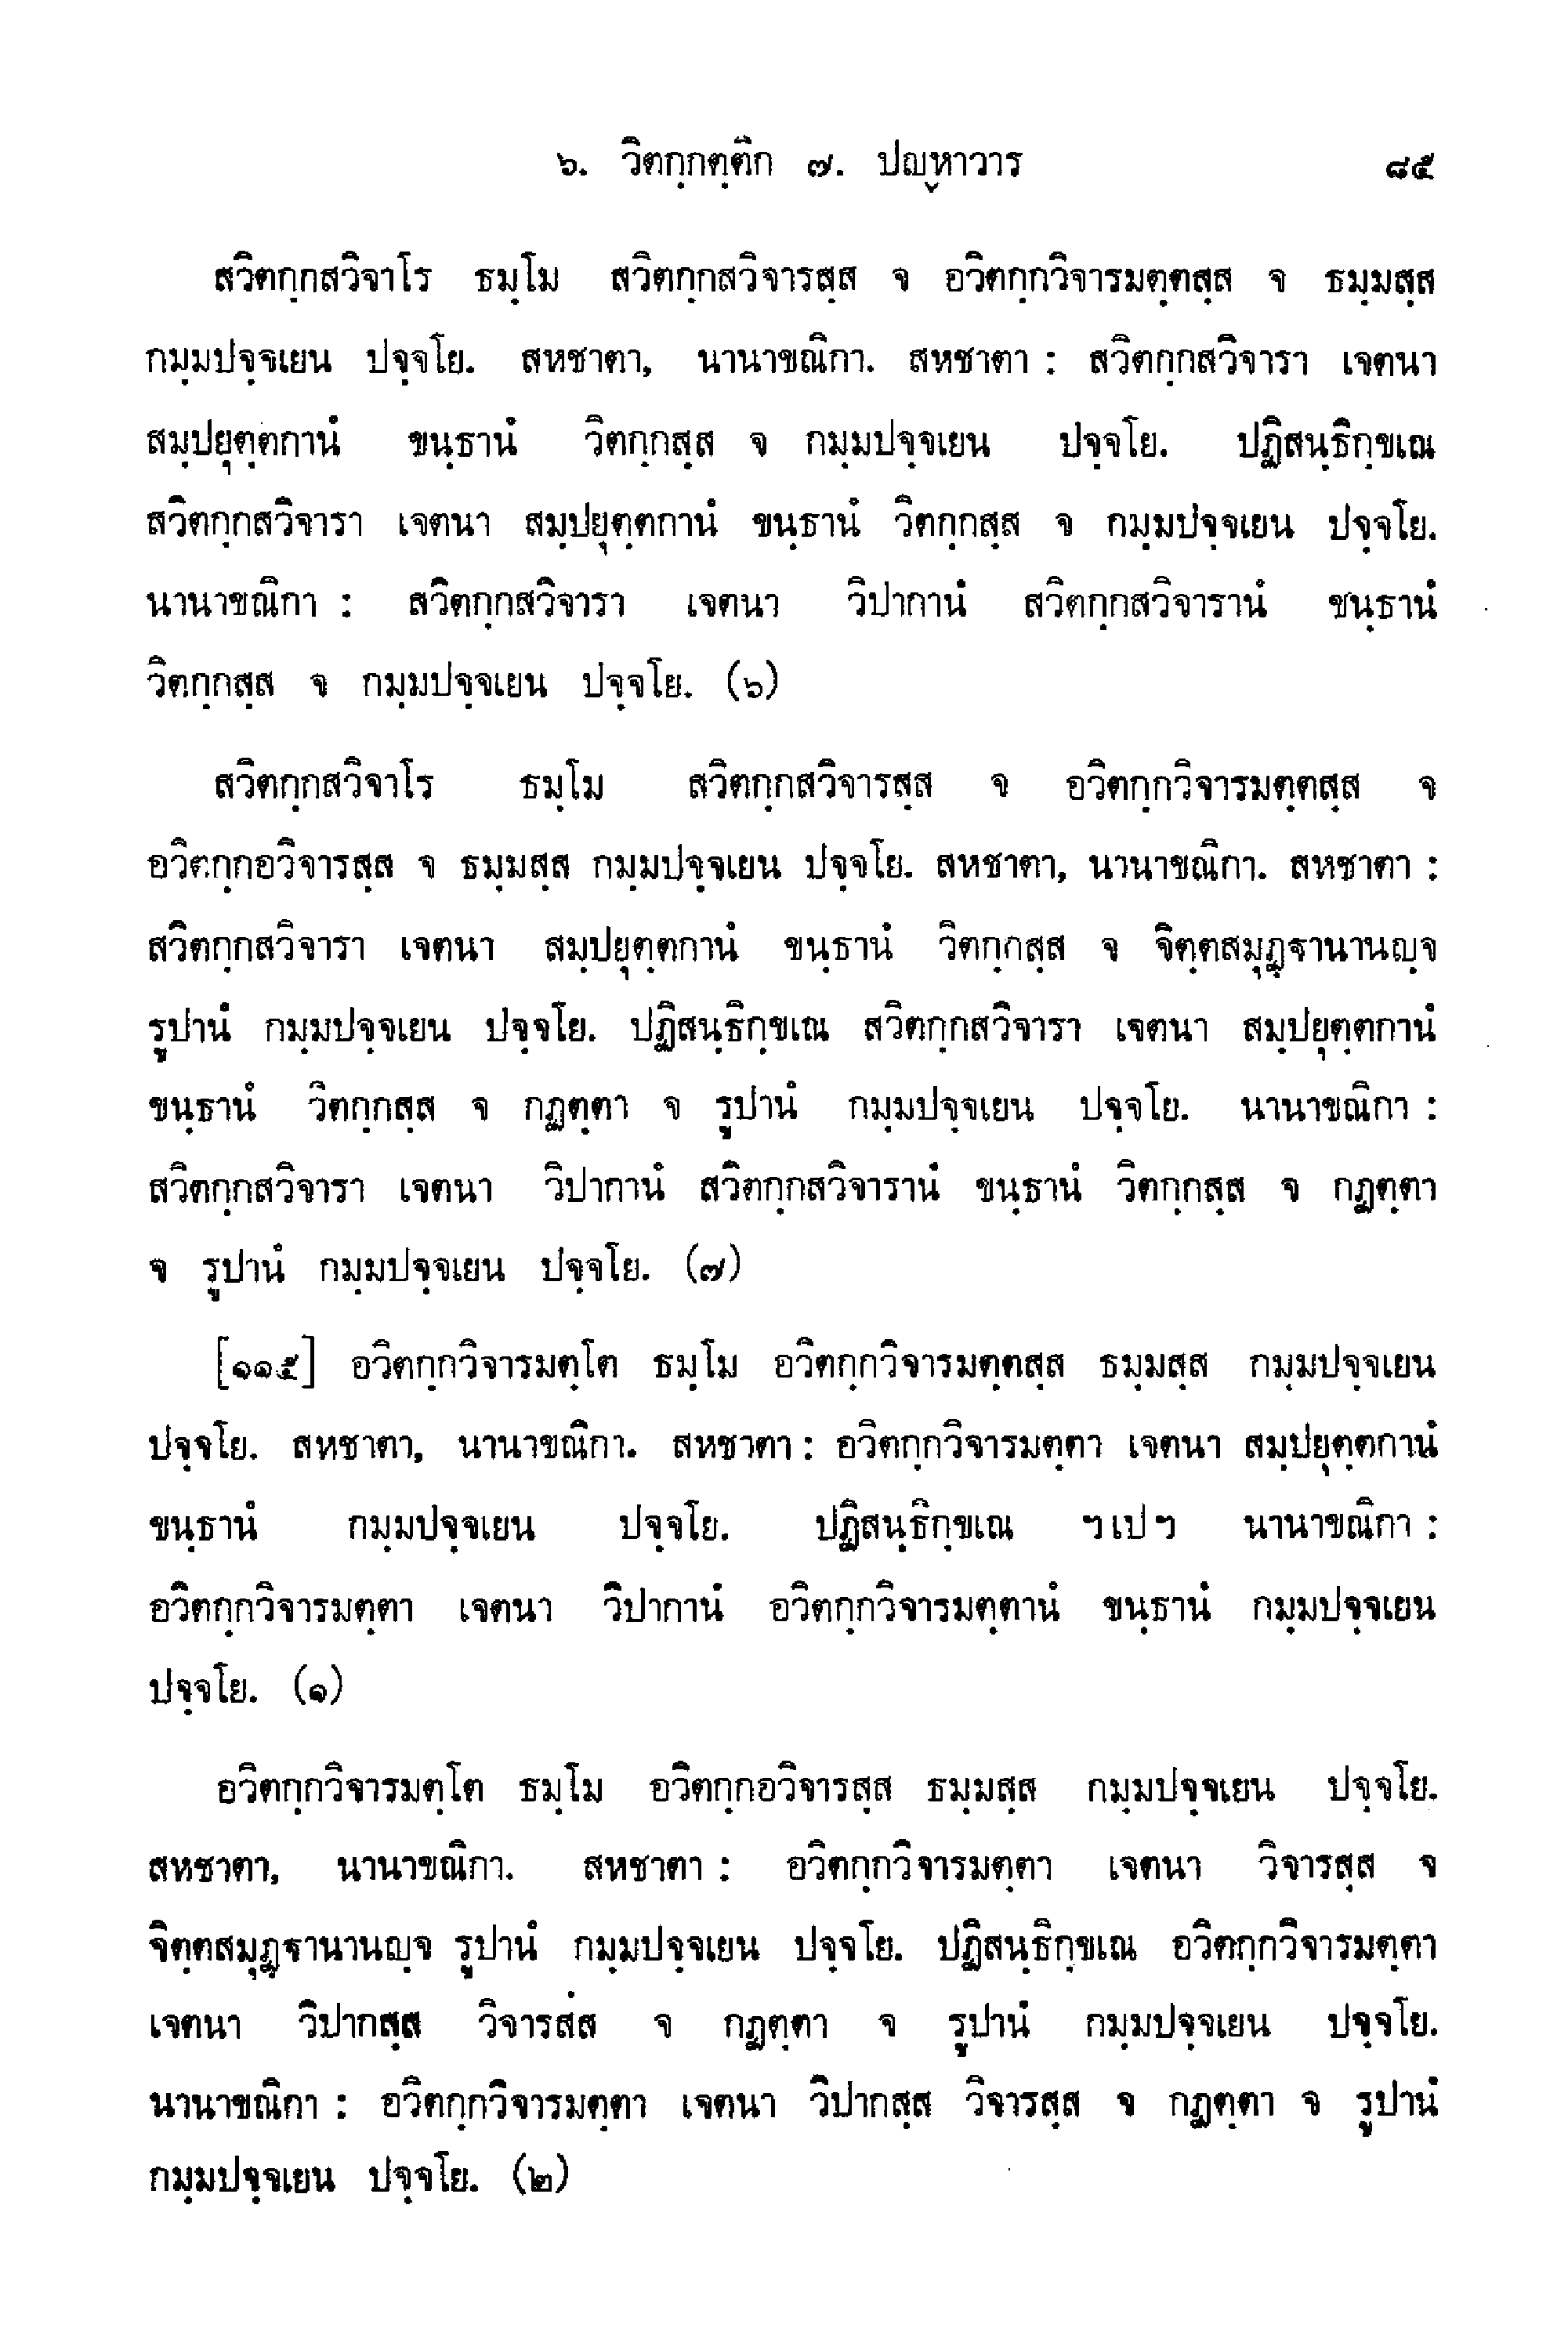 ๖. วิตกฺกตฺติก ๗. ปญฺหาวาร ๘๕
สวิตกฺกสวิจาโร ธมฺโม สวิตกฺกสวิจารสฺส จ อวิตกฺกวิจารมตฺตสฺส จ ธมฺมสฺส
กมฺมปจฺจเยน ปจฺจโย. สหชาตา, นานาขณิกา. สหชาตา : สวิตกฺกสวิจารา เจตนา
สมฺปยุตฺตกานํ ขนฺธานํ วิตกฺกสฺส จ กมฺมปจฺจเยน ปจฺจโย. ปฏิสนฺธิกฺขเณ
สวิตกฺกสวิจารา เจตนา สมฺปยุตฺตกานํ ขนฺธานํ วิตกฺกสฺส จ กมฺมปจฺจเยน ปจฺจโย.
นานาขณิกา : สวิตกฺกสวิจารา เจตนา วิปากานํ สวิตกฺกสวิจารานํ ขนฺธานํ
วิตกฺกสฺส จ กมฺมปจฺจเยน ปจฺจโย. (๖)
สวิตกฺกสวิจาโร ธมฺโม สวิตกฺกสวิจารสฺส จ อวิตกฺกวิจารมตฺตสฺส จ
อวิตกฺกอวิจารสฺส จ ธมฺมสฺส กมฺมปจฺจเยน ปจฺจโย. สหชาตา, นานาขณิกา. สหชาตา :
สวิตกฺกสวิจารา เจตนา สมฺปยุตฺตกานํ ขนฺธานํ วิตกฺกสฺส จ จิตฺตสมุฏฺฐานานญฺจ
รูปานํ กมฺมปจฺจเยน ปจฺจโย. ปฏิสนฺธิกฺขเณ สวิตกฺกสวิจารา เจตนา สมฺปยุตฺตกานํ
ขนฺธานํ วิตกฺกสฺส จ กฏตฺตา จ รูปานํ กมฺมปจฺจเยน ปจฺจโย. นานาขณิกา :
สวิตกฺกสวิจารา เจตนา วิปากานํ สวิตกฺกสวิจารานํ ขนฺธานํ วิตกฺกสฺส จ กฏตฺตา
จ รูปานํ กมฺมปจฺจเยน ปจฺจโย. (๗)
[๑๑๕] อวิตกฺกวิจารมตฺโต ธมฺโม อวิตกฺกวิจารมตฺตสฺส ธมฺมสฺส กมฺมปจฺจเยน
ปจฺจโย. สหชาตา, นานาขณิกา. สหชาตา : อวิตกฺกวิจารมตฺตา เจตนา สมฺปยุตฺตกานํ
ขนฺธานํ กมฺมปจฺจเยน ปจฺจโย. ปฏิสนฺธิกฺขเณ ฯเปฯ นานาขณิกา :
อวิตกฺกวิจารมตฺตา เจตนา วิปากานํ อวิตกฺกวิจารมตฺตานํ ขนฺธานํ กมฺมปจฺจเยน
ปจฺจโย. (๑)
อวิตกฺกวิจารมตฺโต ธมฺโม อวิตกฺกอวิจารสฺส ธมฺมสฺส กมฺมปจฺจเยน ปจฺจโย.
สหชาตา, นานาขณิกา. สหชาตา : อวิตกฺกวิจารมตฺตา เจตนา วิจารสฺส จ
จิตฺตสมุฏฺฐานานญฺจ รูปานํ กมฺมปจฺจเยน ปจฺจโย. ปฏิสนฺธิกฺขเณ อวิตกฺกวิจารมตฺตา
เจตนา วิปากสฺส วิจารส่ส จ กฏตฺตา จ รูปานํ กมฺมปจฺจเยน ปจฺจโย.
นานาขณิกา : อวิตกฺกวิจารมตฺตา เจตนา วิปากสฺส วิจารสฺส จ กฏตฺตา จ รูปานํ
กมฺมปจฺจเยน ปจฺจโย. (๒)